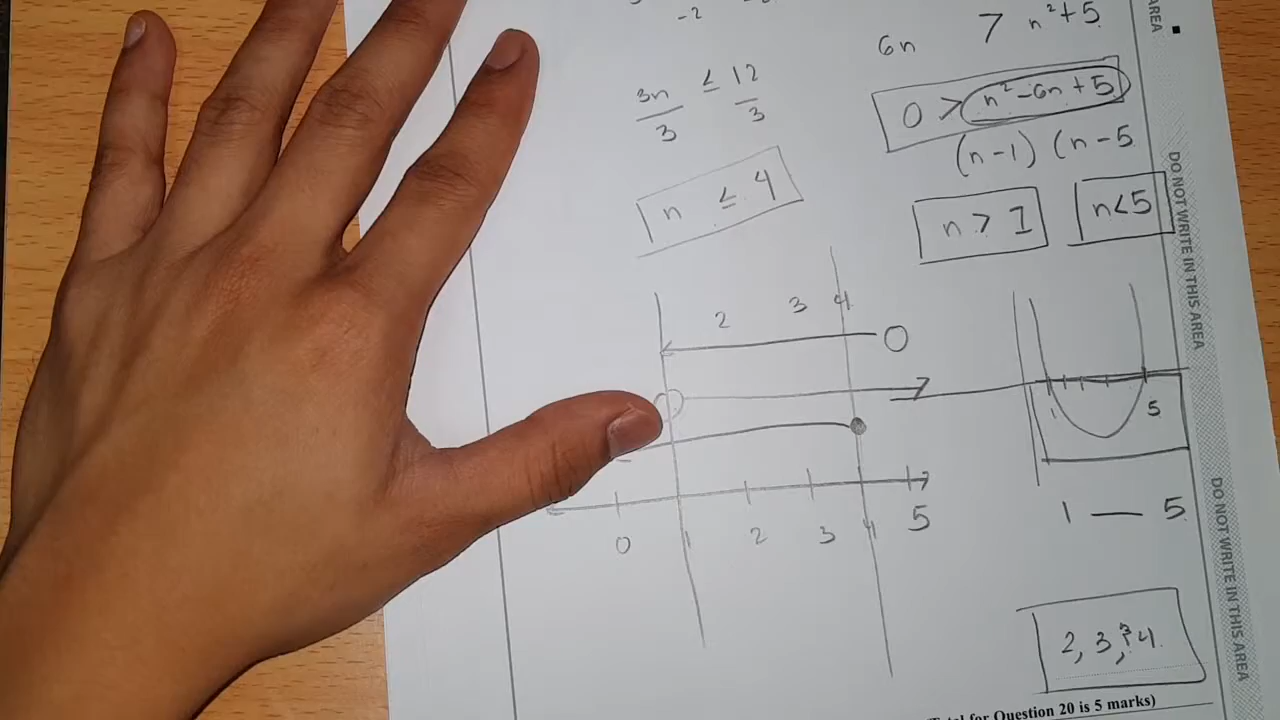 -2
6n > n²+5
3n ≤ 12
3 3
0 > n²-6n+5
(n-1) (n-5
n ≤ 4
n > 1
n<5
2 3 4
5
0 1 2 3 4 5
1 — 5
2, 3, 4
Total for Question 20 is 5 marks)
AREA
DO NOT WRITE IN THIS AREA
DO NOT WRITE IN THIS AREA